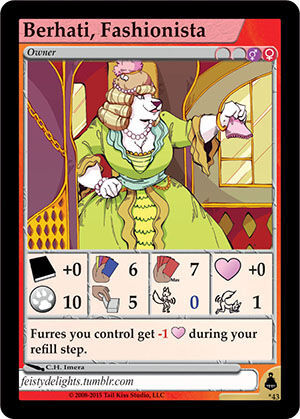 Berhati, Fashionista
Owner
+0 6 7 +0
Max
10 5 0 1
Furres you control get -1 during your
refill step.
C.H. Imera
feistydelights.tumblr.com
© 2008-2015 Tail Kiss Studio, LLC
*43